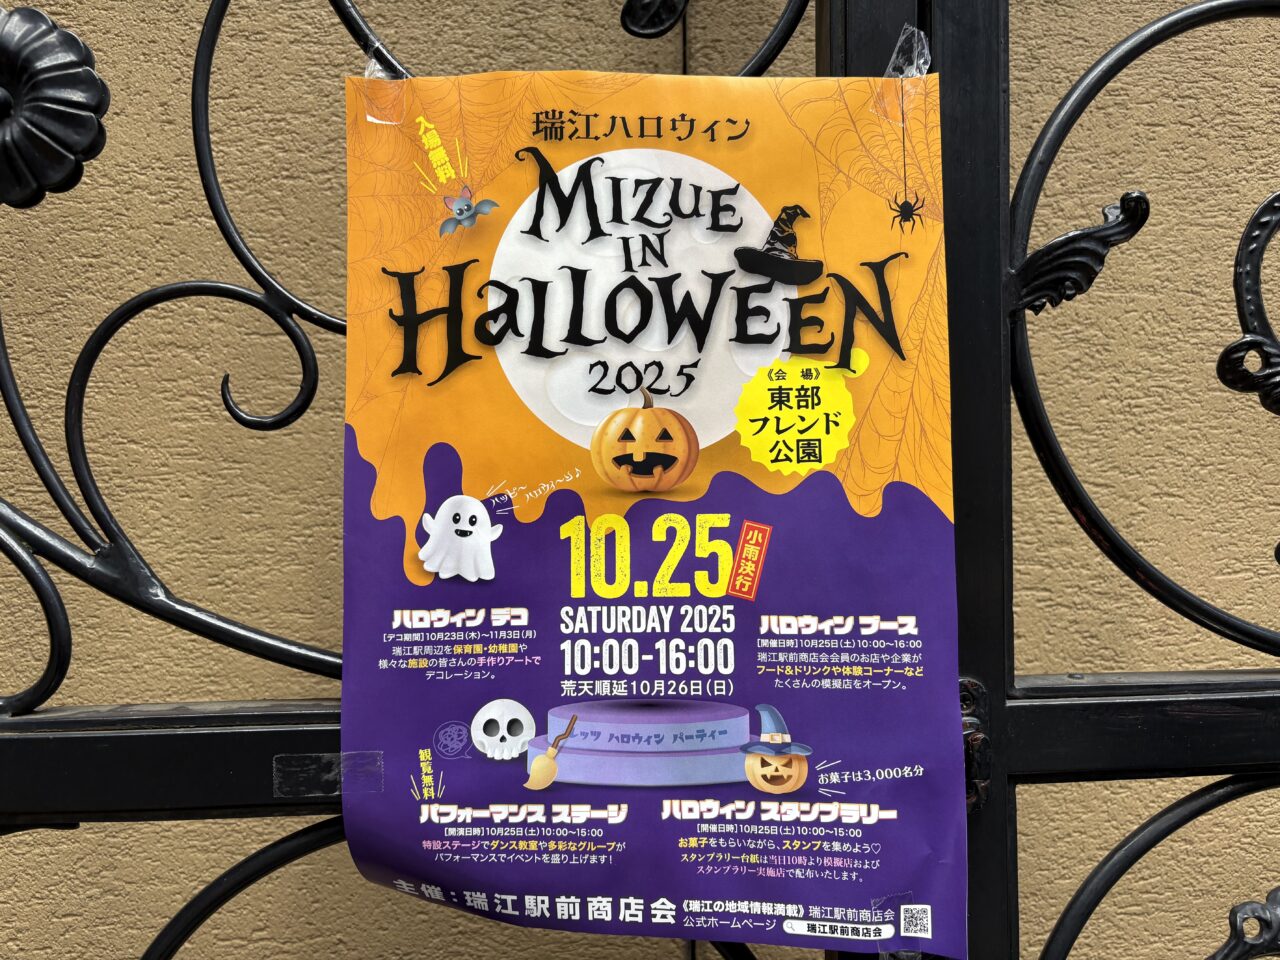 瑞江ハロウィン
入場無料
MIZUE
IN
HALLOWEEN
2025
《会 場》
東部
フレンド
公園
ハッピー ハロウィ〜ン♪
10.25
小雨決行
SATURDAY 2025
10:00-16:00
荒天順延10月26日(日)
ハロウィン デコ
[デコ期間]10月23日(木)〜11月3日(月)
瑞江駅周辺を保育園・幼稚園や
様々な施設の皆さんの手作りアートで
デコレーション。
ハロウィン ブース
[開催日時]10月25日(土)10:00〜16:00
瑞江駅前商店会会員のお店や企業が
フード&ドリンクや体験コーナーなど
たくさんの模擬店をオープン。
レッツ ハロウィン パーティー
観覧無料
パフォーマンス ステージ
[開演日時]10月25日(土)10:00〜15:00
特設ステージでダンス教室や多彩なグループが
パフォーマンスでイベントを盛り上げます!
お菓子は3,000名分
ハロウィン スタンプラリー
[開催日時]10月25日(土)10:00〜15:00
お菓子をもらいながら、スタンプを集めよう♡
スタンプラリー台紙は当日10時より模擬店および
スタンプラリー実施店で配布いたします。
主催:瑞江駅前商店会
《瑞江の地域情報満載》瑞江駅前商店会
公式ホームページ 瑞江駅前商店会